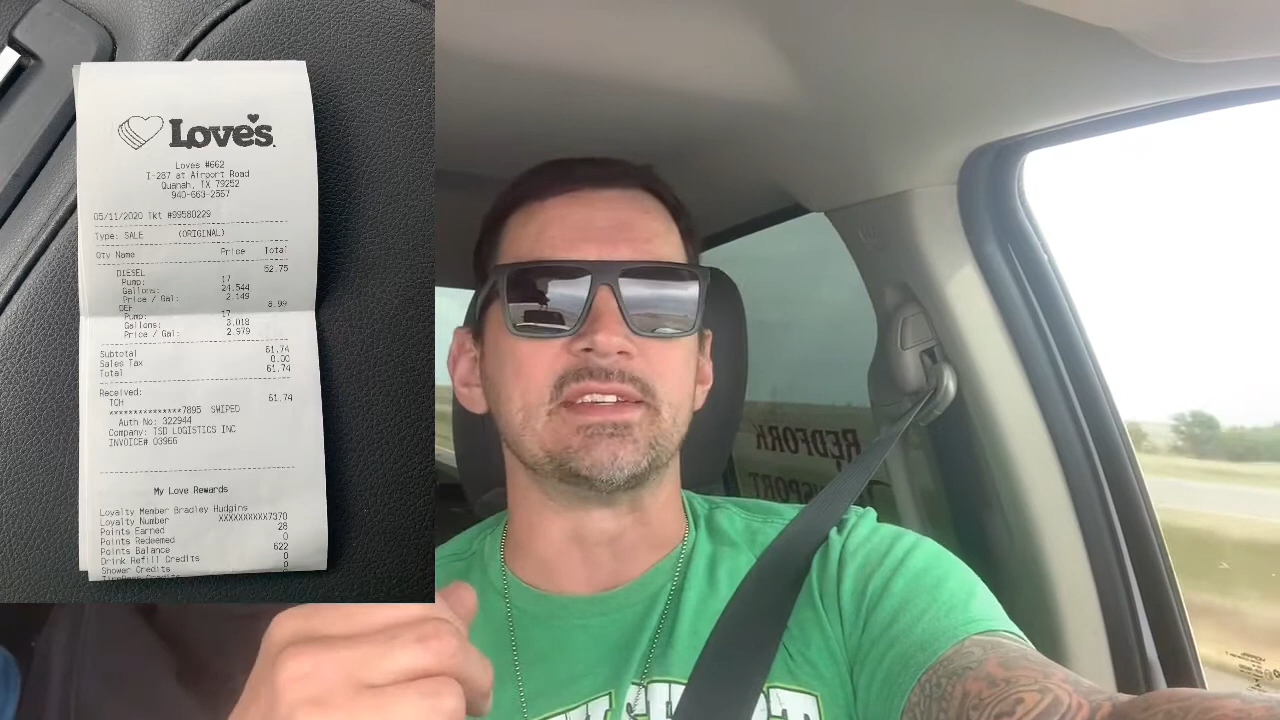 Love's
Loves #662
I-287 at Airport Road
Quanah, TX 79252
940-663-2557
05/11/2020 Tkt #99580229
Type: SALE (ORIGINAL)
Qty Name Price Total
DIESEL 52.75
Pump: 17
Gallons: 24.544
Price / Gal: 2.149
DEF 8.99
Pump: 17
Gallons: 3.018
Price / Gal: 2.979
Subtotal 61.74
Sales Tax 0.00
Total 61.74
Received:
TCH 61.74
***************7895 SWIPED
Auth No: 322944
Company: TSD LOGISTICS INC
INVOICE# 03966
My Love Rewards
Loyalty Member Bradley Hudgins
Loyalty Number XXXXXXXXXX7370
Points Earned 28
Points Redeemed 0
Points Balance 622
Drink Refill Credits 0
Shower Credits 0
REDFORK